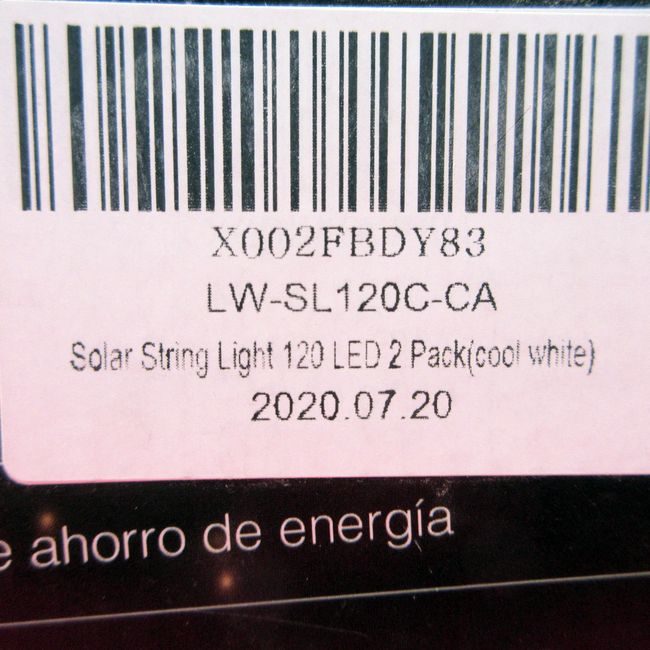 X002FBDY83
LW-SL120C-CA
Solar String Light 120 LED 2 Pack(cool white)
2020.07.20
e ahorro de energía